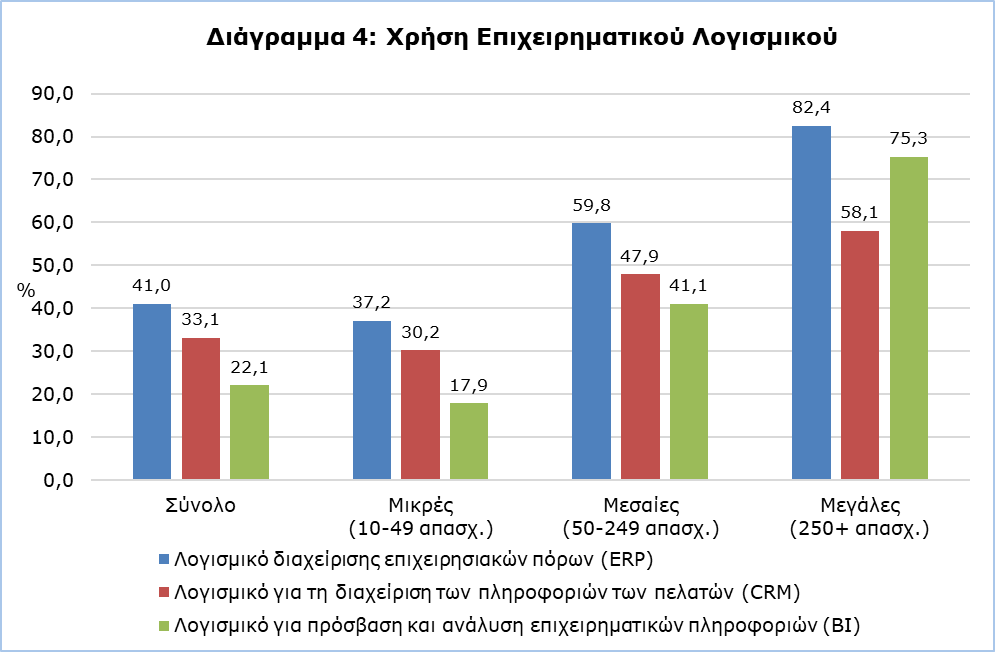 Διάγραμμα 4: Χρήση Επιχειρηματικού Λογισμικού
90,0
80,0
70,0
60,0
50,0
40,0
30,0
20,0
10,0
0,0
%
41,0
33,1
22,1
37,2
30,2
17,9
59,8
47,9
41,1
82,4
58,1
75,3
Σύνολο
Μικρές
(10-49 απασχ.)
Μεσαίες
(50-249 απασχ.)
Μεγάλες
(250+ απασχ.)
Λογισμικό διαχείρισης επιχειρησιακών πόρων (ERP)
Λογισμικό για τη διαχείριση των πληροφοριών των πελατών (CRM)
Λογισμικό για πρόσβαση και ανάλυση επιχειρηματικών πληροφοριών (BI)